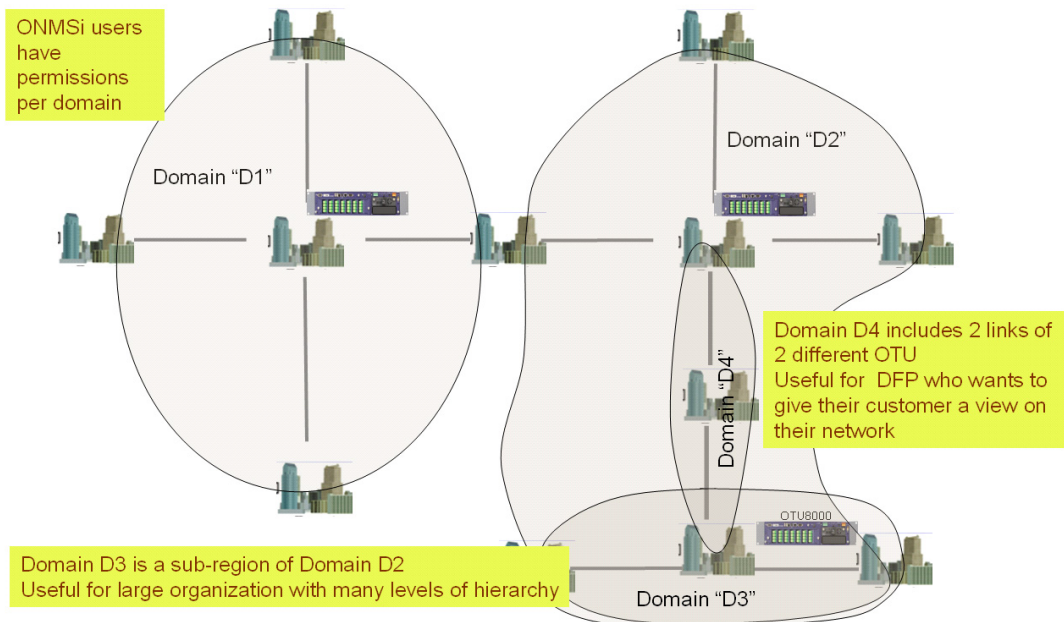 ONMSi users
have
permissions
per domain
Domain “D1”
Domain “D2”
Domain D4 includes 2 links of
2 different OTU
Useful for DFP who wants to
give their customer a view on
their network
Domain “D4”
OTU8000
Domain D3 is a sub-region of Domain D2
Useful for large organization with many levels of hierarchy
Domain “D3”